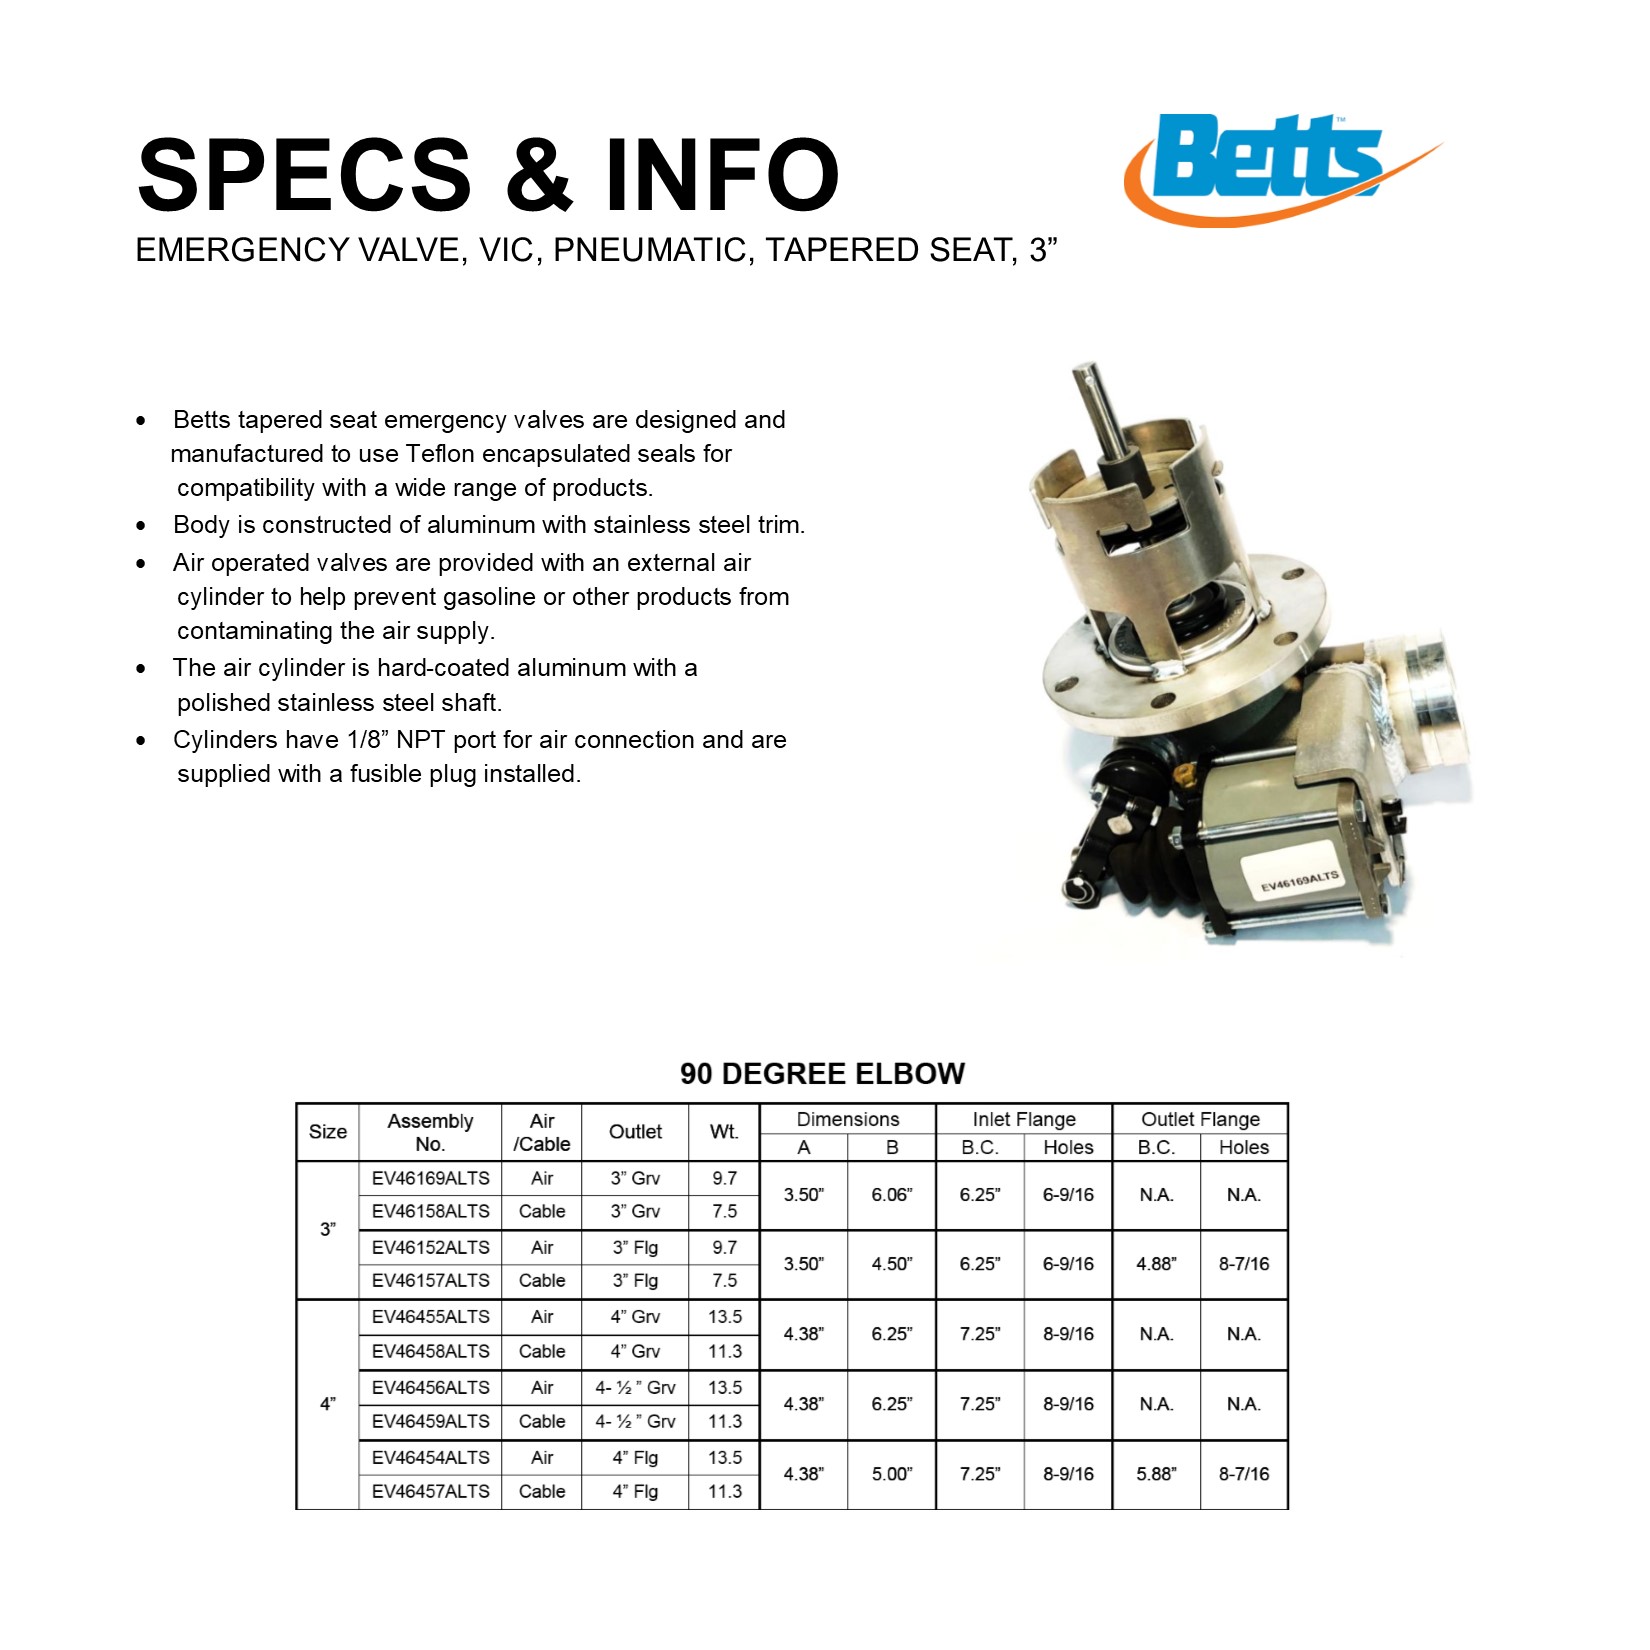 Betts™
SPECS & INFO
EMERGENCY VALVE, VIC, PNEUMATIC, TAPERED SEAT, 3”
• Betts tapered seat emergency valves are designed and
manufactured to use Teflon encapsulated seals for
compatibility with a wide range of products.
• Body is constructed of aluminum with stainless steel trim.
• Air operated valves are provided with an external air
cylinder to help prevent gasoline or other products from
contaminating the air supply.
• The air cylinder is hard-coated aluminum with a
polished stainless steel shaft.
• Cylinders have 1/8” NPT port for air connection and are
supplied with a fusible plug installed.
EV46169ALTS
90 DEGREE ELBOW
Size Assembly No. Air /Cable Outlet Wt. Dimensions Inlet Flange Outlet Flange
A B B.C. Holes B.C. Holes
3” EV46169ALTS Air 3” Grv 9.7 3.50” 6.06” 6.25” 6-9/16 N.A. N.A.
EV46158ALTS Cable 3” Grv 7.5
EV46152ALTS Air 3” Flg 9.7 3.50” 4.50” 6.25” 6-9/16 4.88” 8-7/16
EV46157ALTS Cable 3” Flg 7.5
4” EV46455ALTS Air 4” Grv 13.5 4.38” 6.25” 7.25” 8-9/16 N.A. N.A.
EV46458ALTS Cable 4” Grv 11.3
EV46456ALTS Air 4- ½ ” Grv 13.5 4.38” 6.25” 7.25” 8-9/16 N.A. N.A.
EV46459ALTS Cable 4- ½ ” Grv 11.3
EV46454ALTS Air 4” Flg 13.5 4.38” 5.00” 7.25” 8-9/16 5.88” 8-7/16
EV46457ALTS Cable 4” Flg 11.3